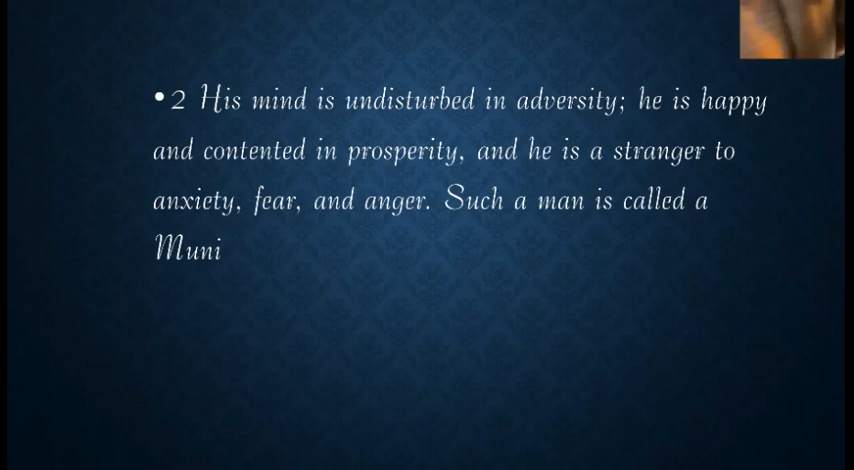 •2 His mind is undisturbed in adversity; he is happy
and contented in prosperity, and he is a stranger to
anxiety, fear, and anger. Such a man is called a
Muni